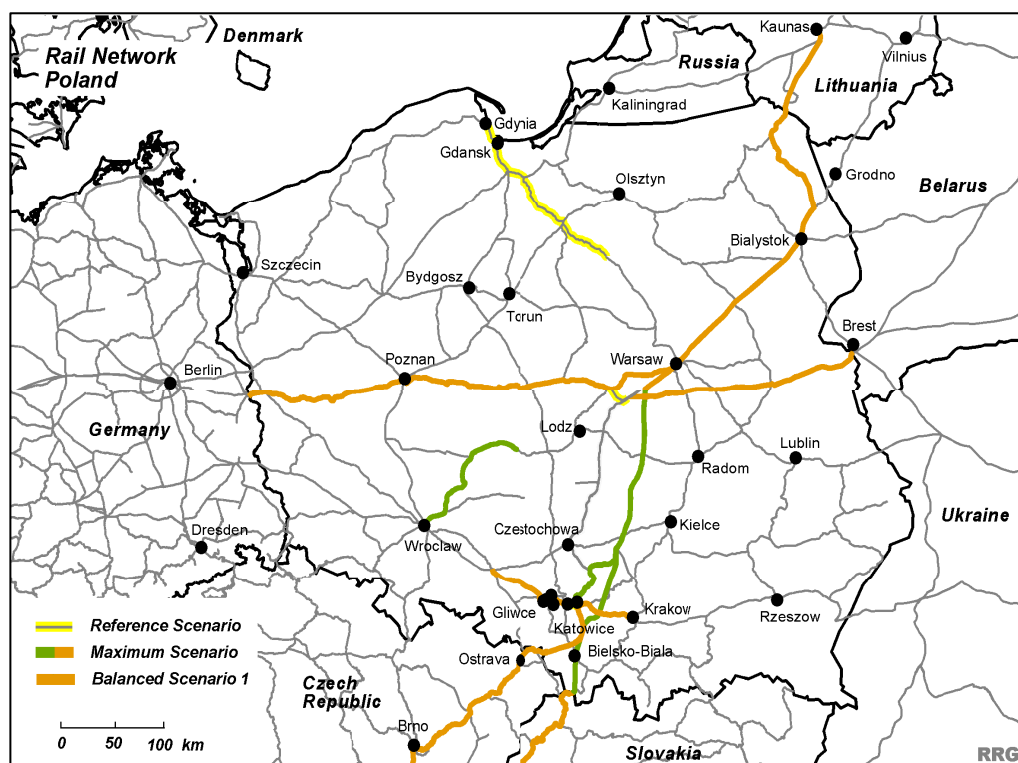 Denmark
Rail Network
Poland
Kaunas
Vilnius
Russia
Lithuania
Kaliningrad
Gdynia
Gdansk
Olsztyn
Grodno
Belarus
Bialystok
Szczecin
Bydgosz
Torun
Brest
Berlin
Poznan
Warsaw
Germany
Lodz
Radom
Lublin
Wroclaw
Czestochowa
Kielce
Ukraine
Dresden
Gliwce
Katowice
Krakow
Rzeszow
Ostrava
Bielsko-Biala
Czech
Republic
Brno
Slovakia
Reference Scenario
Maximum Scenario
Balanced Scenario 1
0 50 100 km
RRG